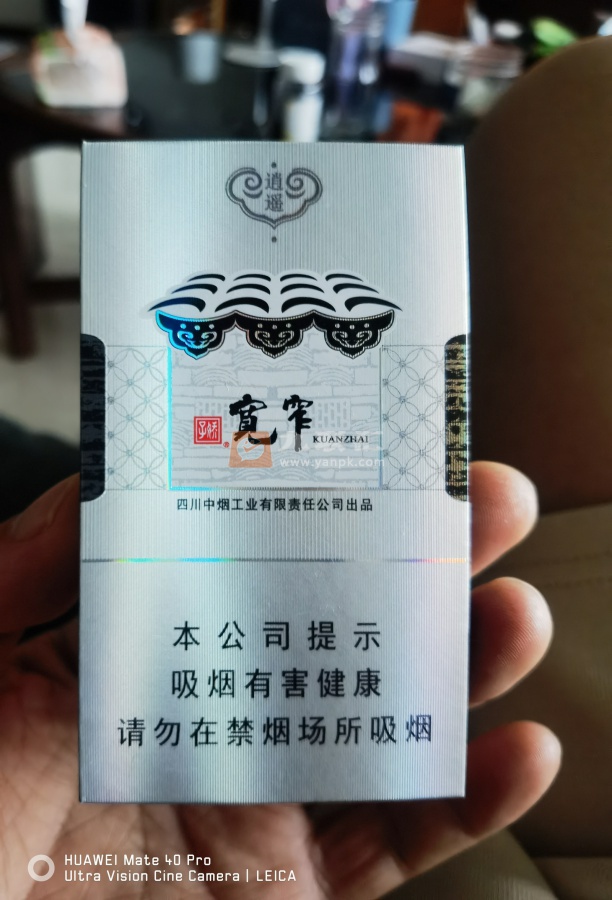 逍遥
娇子
®
宽窄
KUANZHAI
www.yanpk.com
四川中烟工业有限责任公司出品
本公司提示
吸烟有害健康
请勿在禁烟场所吸烟
HUAWEI Mate 40 Pro
Ultra Vision Cine Camera | LEICA